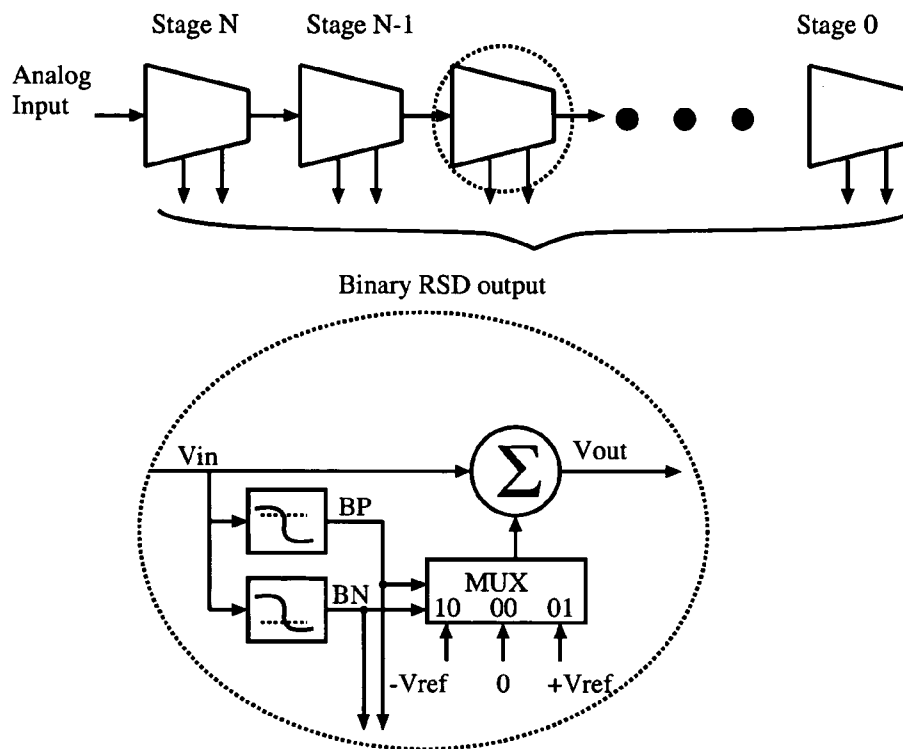 Stage N
Stage N-1
Stage 0
Analog
Input
Binary RSD output
Vin
Σ
Vout
BP
BN
MUX
10 00 01
-Vref 0 +Vref